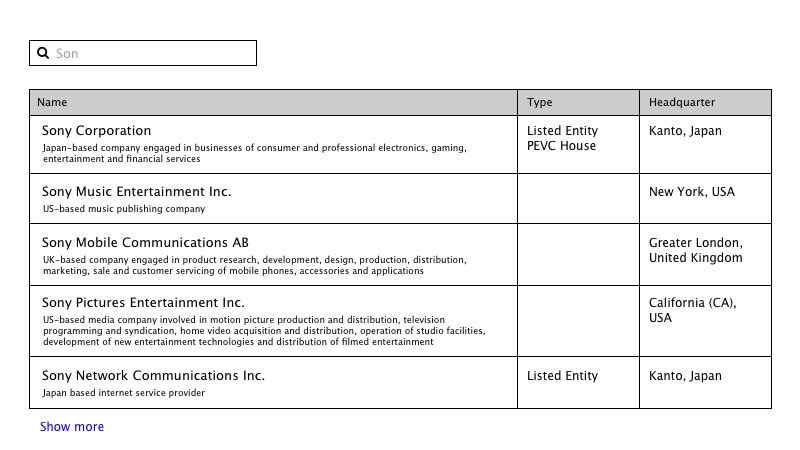 Son
Name Type Headquarter
Sony Corporation Listed Entity Kanto, Japan
PEVC House
Japan-based company engaged in businesses of consumer and professional electronics, gaming,
entertainment and financial services
Sony Music Entertainment Inc. New York, USA
US-based music publishing company
Sony Mobile Communications AB Greater London,
United Kingdom
UK-based company engaged in product research, development, design, production, distribution,
marketing, sale and customer servicing of mobile phones, accessories and applications
Sony Pictures Entertainment Inc. California (CA),
USA
US-based media company involved in motion picture production and distribution, television
programming and syndication, home video acquisition and distribution, operation of studio facilities,
development of new entertainment technologies and distribution of filmed entertainment
Sony Network Communications Inc. Listed Entity Kanto, Japan
Japan based internet service provider
Show more